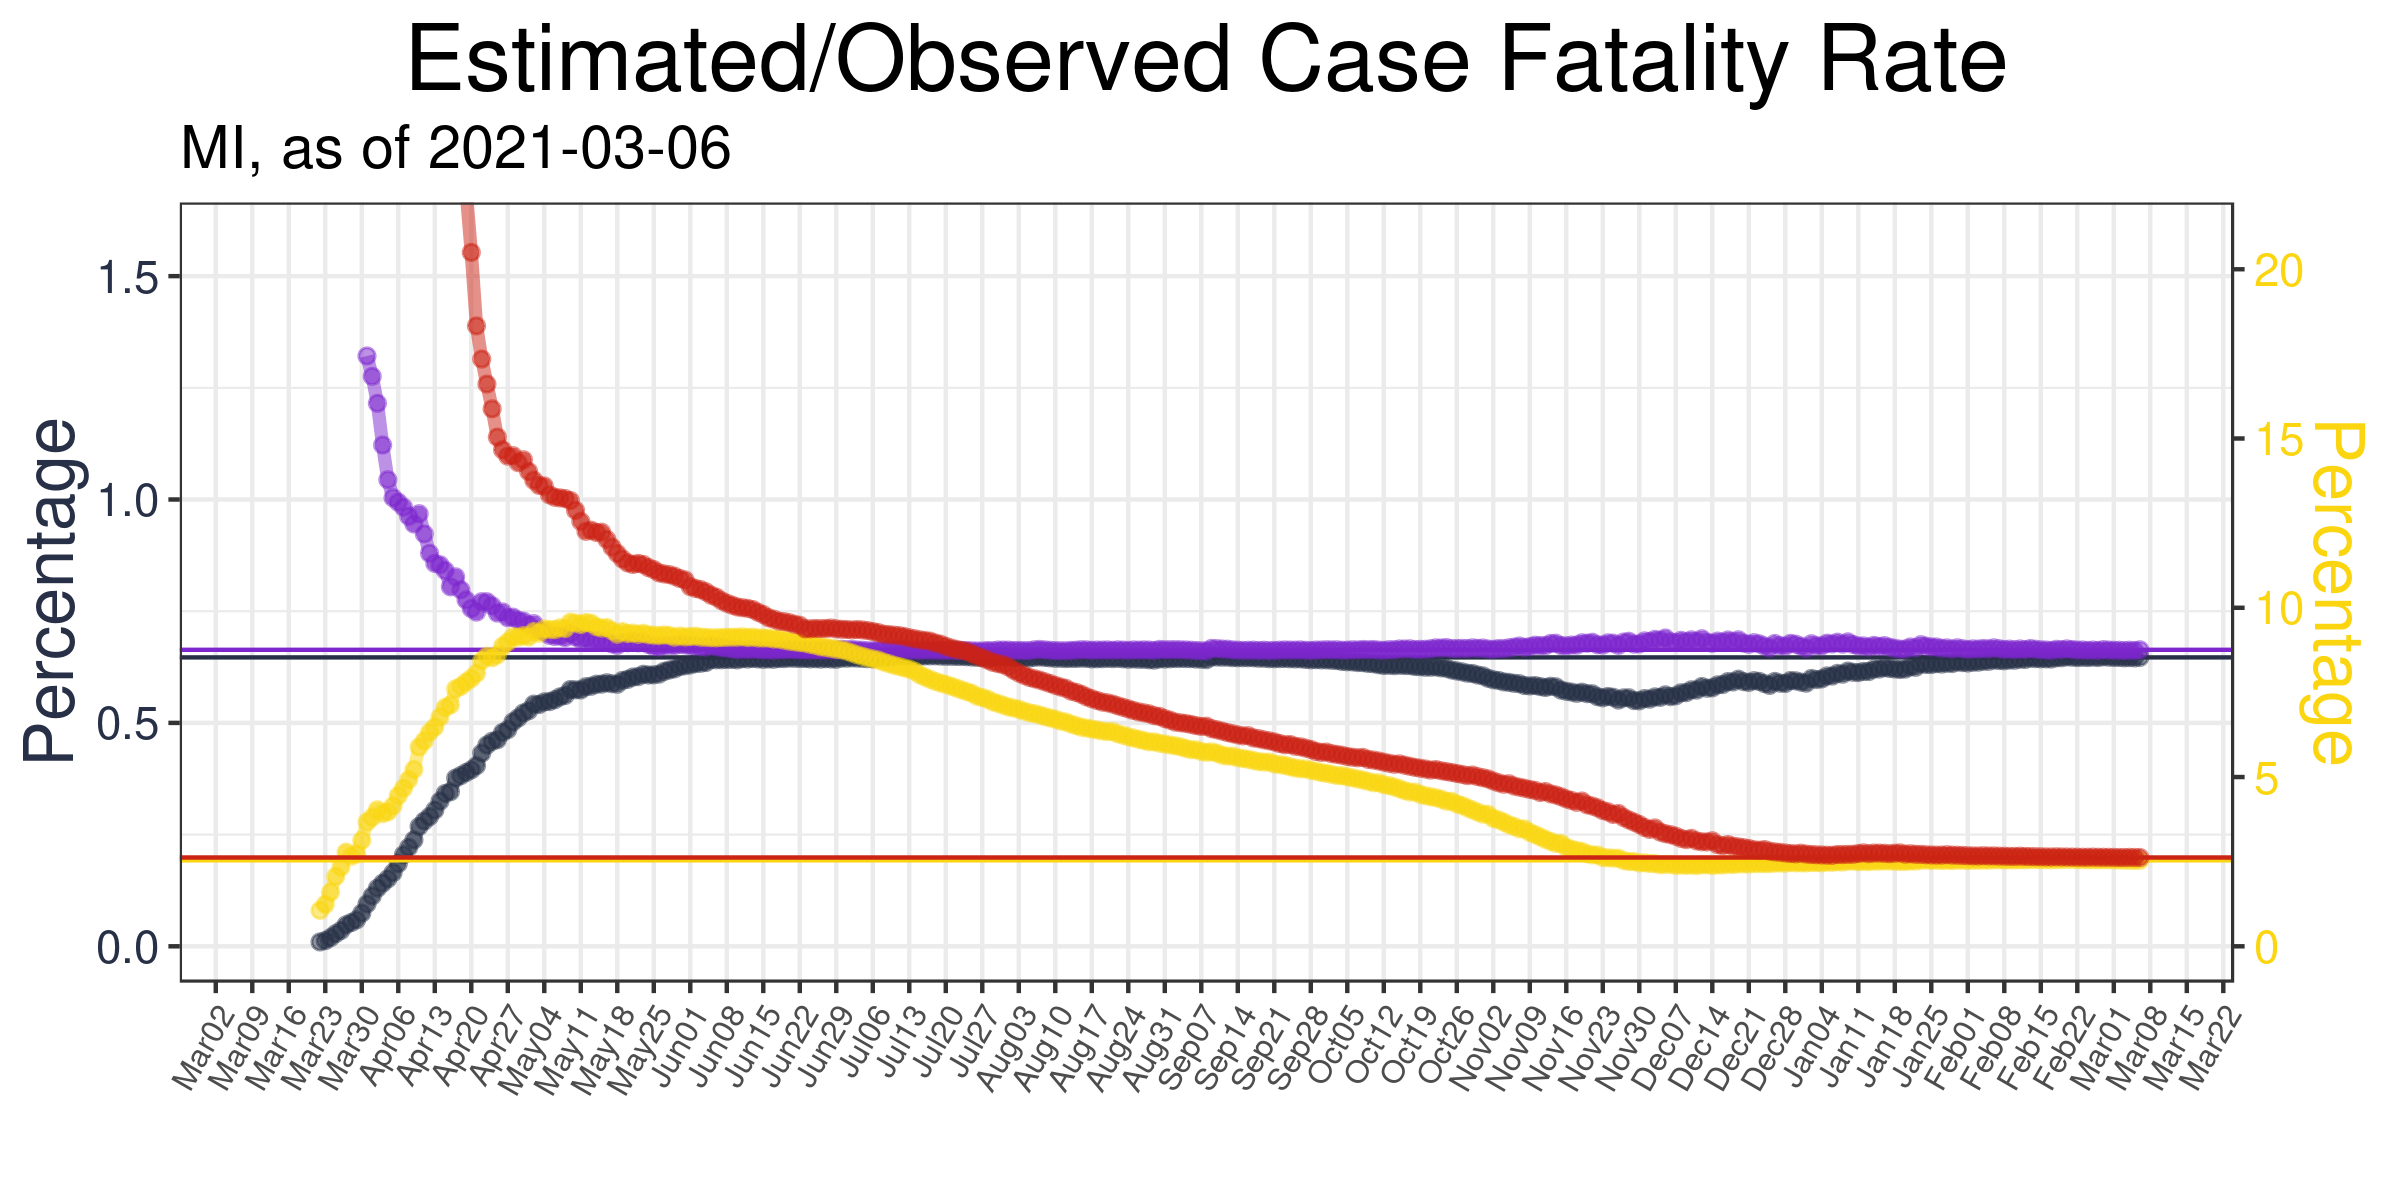 Estimated/Observed Case Fatality Rate
MI, as of 2021-03-06
Percentage
1.5
1.0
0.5
0.0
20
15
10
5
0
Percentage
Mar02
Mar09
Mar16
Mar23
Mar30
Apr06
Apr13
Apr20
Apr27
May04
May11
May18
May25
Jun01
Jun08
Jun15
Jun22
Jun29
Jul06
Jul13
Jul20
Jul27
Aug03
Aug10
Aug17
Aug24
Aug31
Sep07
Sep14
Sep21
Sep28
Oct05
Oct12
Oct19
Oct26
Nov02
Nov09
Nov16
Nov23
Nov30
Dec07
Dec14
Dec21
Dec28
Dec04
Jan11
Jan18
Jan18
Jan25
Feb01
Feb08
Feb15
Feb22
Mar01
Mar08
Mar15
Mar22